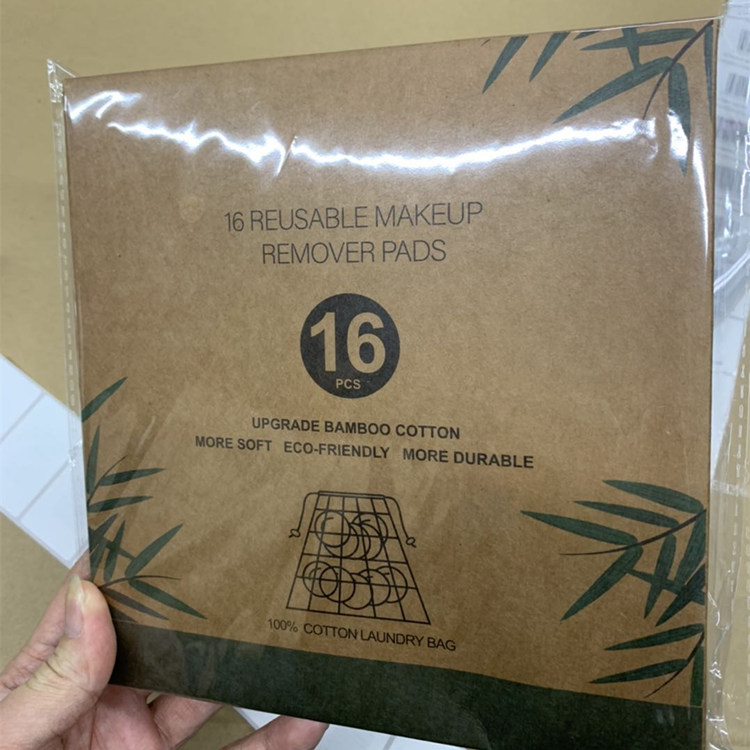 16 REUSABLE MAKEUP
REMOVER PADS
16
PCS
UPGRADE BAMBOO COTTON
MORE SOFT ECO-FRIENDLY MORE DURABLE
100% COTTON LAUNDRY BAG